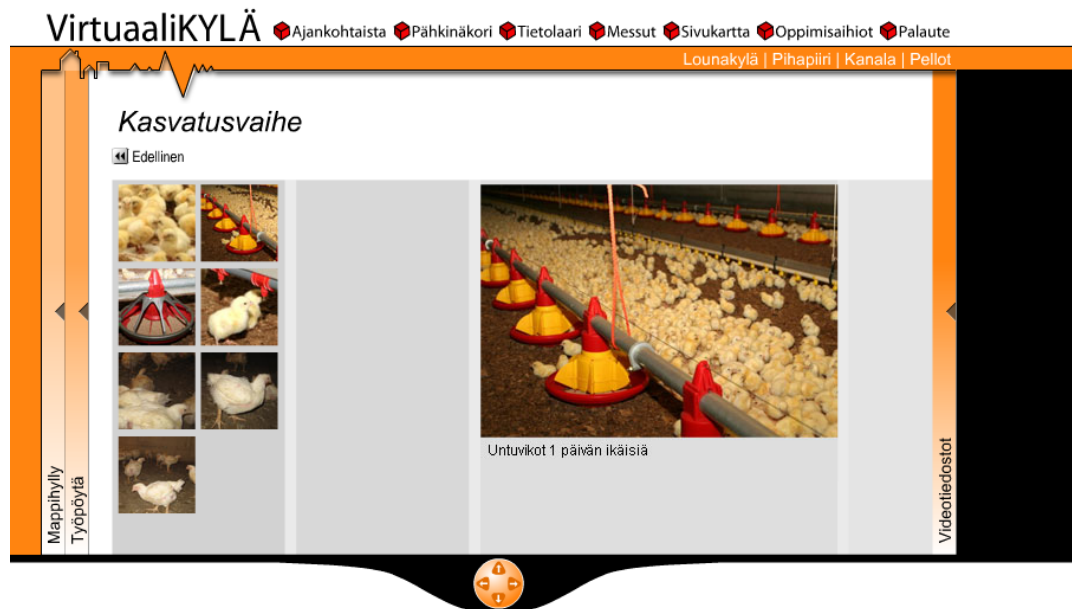 VirtuaaliKYLÄ Ajankohtaista Pähkinäkori Tietolaari Messut Sivukartta Oppimisaihiot Palaute
Lounakylä | Pihapiiri | Kanala | Pellot
Kasvatusvaihe
Edellinen
Untuvikot 1 päivän ikäisiä
Mappihylly
Työpöytä
Videotiedostot